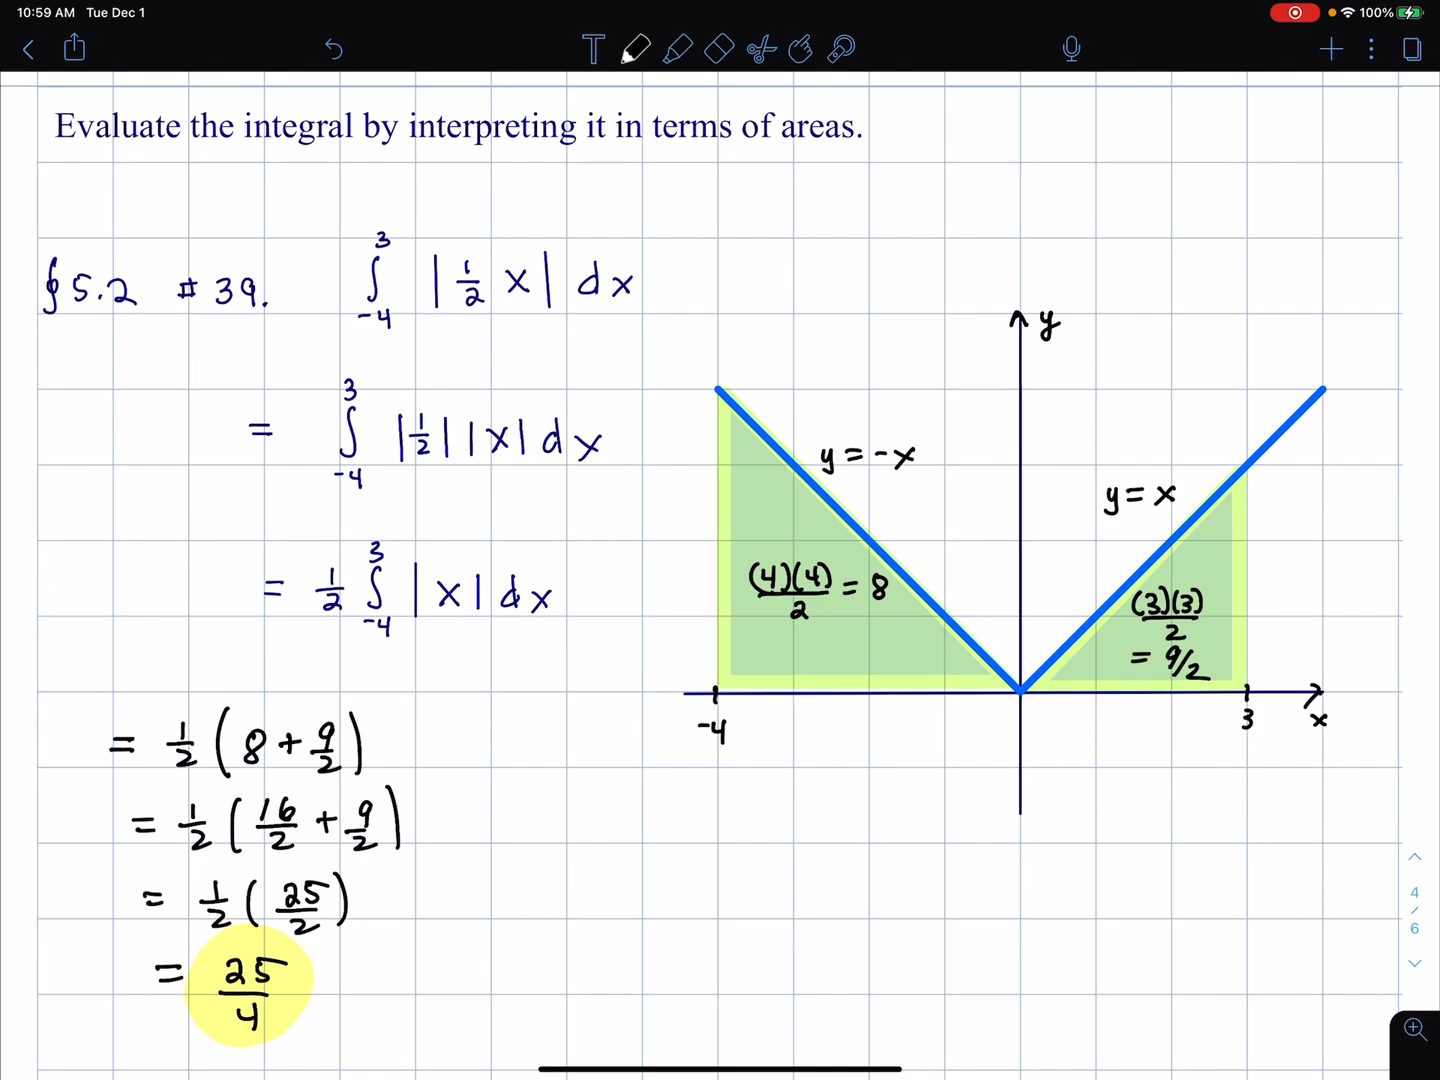 10:59 AM Tue Dec 1
100%
T
Evaluate the integral by interpreting it in terms of areas.
§5.2 #39. ∫_{-4}^{3} |1/2 x| dx
= ∫_{-4}^{3} |1/2| |x| dx
= 1/2 ∫_{-4}^{3} |x| dx
= 1/2 (8 + 9/2)
= 1/2 (16/2 + 9/2)
= 1/2 (25/2)
= 25/4
y
y = -x
y = x
(4)(4)/2 = 8
(3)(3)/2
= 9/2
-4
3
x
4
/
6